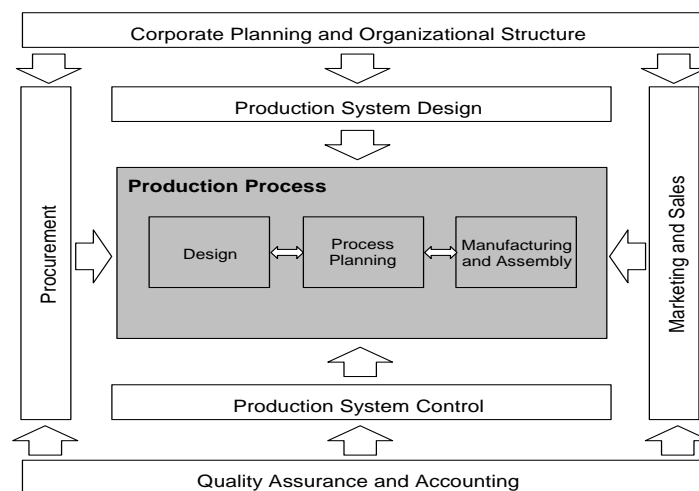 Corporate Planning and Organizational Structure
Production System Design
Procurement
Production Process
Design
Process
Planning
Manufacturing
and Assembly
Marketing and Sales
Production System Control
Quality Assurance and Accounting